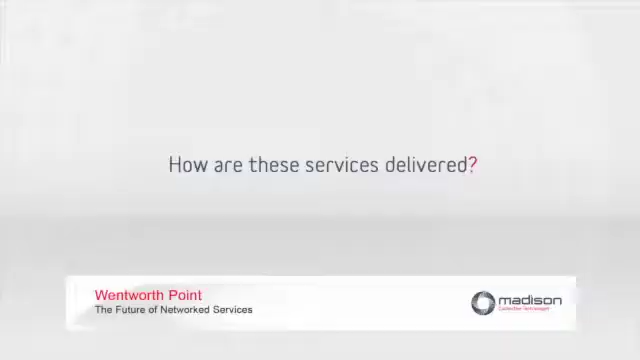 How are these services delivered?
Wentworth Point
The Future of Networked Services
madison